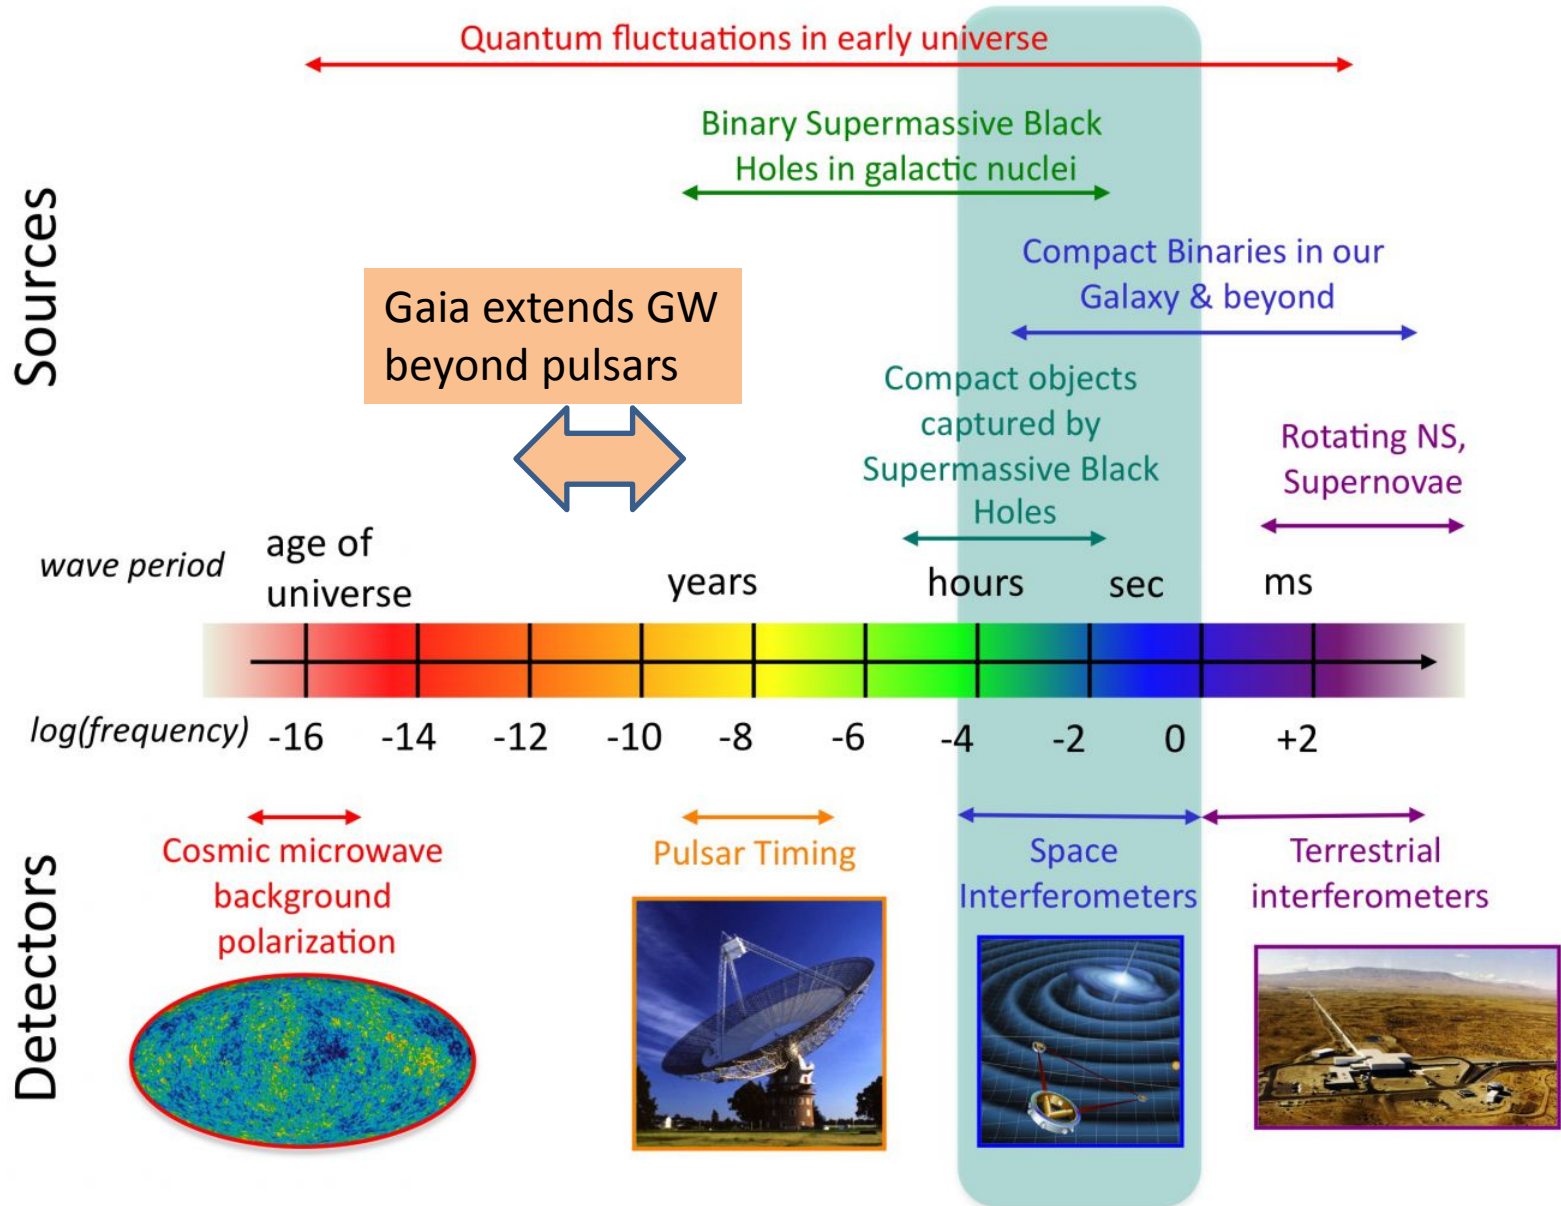 Quantum fluctuations in early universe
Binary Supermassive Black
Holes in galactic nuclei
Sources
Compact Binaries in our
Galaxy & beyond
Gaia extends GW
beyond pulsars
Compact objects
captured by
Supermassive Black
Holes
Rotating NS,
Supernovae
wave period
age of
universe
years
hours
sec
ms
log(frequency)
-16
-14
-12
-10
-8
-6
-4
-2
0
+2
Detectors
Cosmic microwave
background
polarization
Pulsar Timing
Space
Interferometers
Terrestrial
interferometers